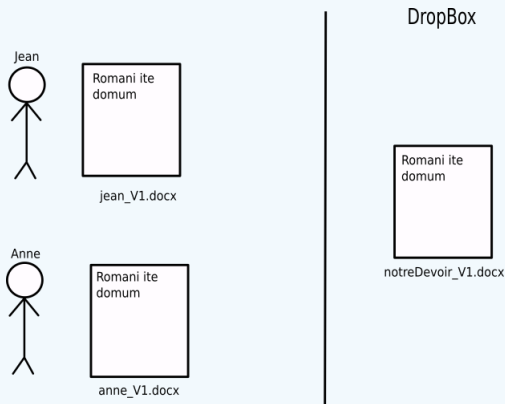 DropBox
Jean
Romani ite
domum
jean_V1.docx
Romani ite
domum
notreDevoir_V1.docx
Anne
Romani ite
domum
anne_V1.docx